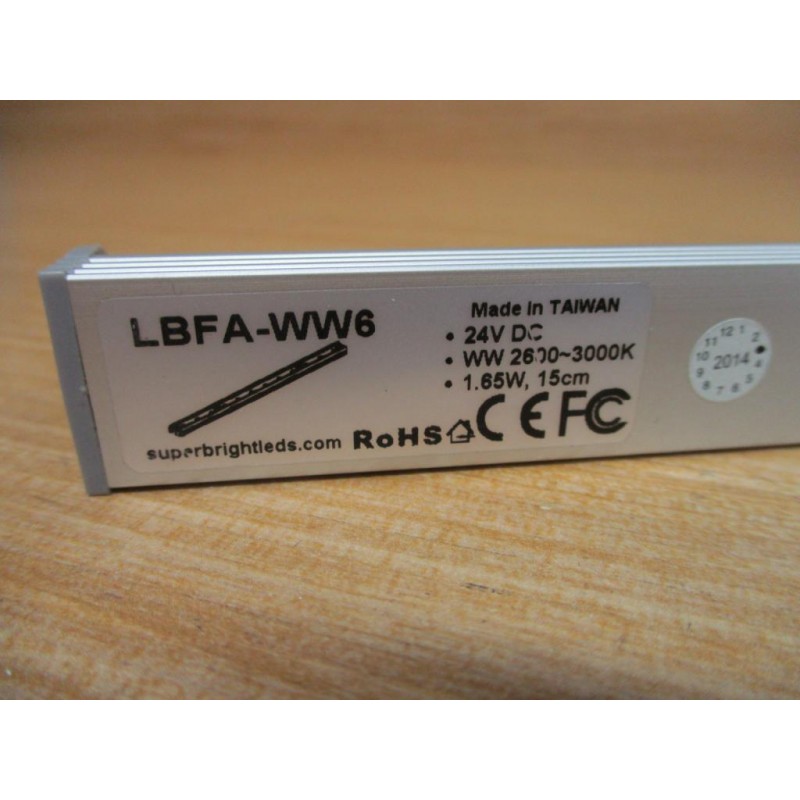 LBFA-WW6
Made in TAIWAN
• 24V DC
• WW 2600~3000K
• 1.65W, 15cm
superbrightleds.com
RoHS CE FC
12 1 2 4 5 6 7 8 9 10 11
2014